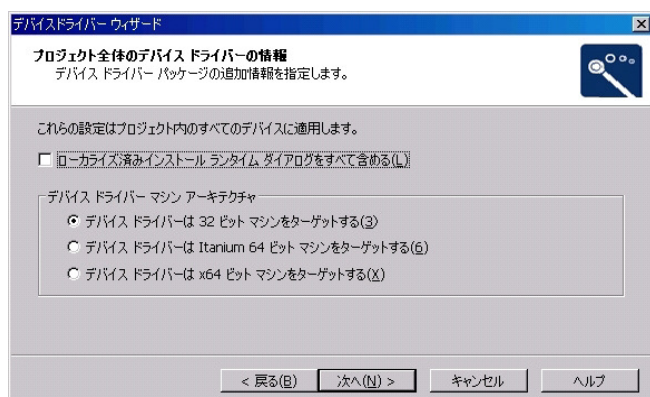 デバイスドライバー ウィザード
プロジェクト全体のデバイス ドライバーの情報
デバイス ドライバー パッケージの追加情報を指定します。
これらの設定はプロジェクト内のすべてのデバイスに適用します。
ローカライズ済みインストール ランタイム ダイアログをすべて含める(L)
デバイス ドライバー マシン アーキテクチャ
デバイス ドライバーは 32 ビット マシンをターゲットする(3)
デバイス ドライバーは Itanium 64 ビット マシンをターゲットする(6)
デバイス ドライバーは x64 ビット マシンをターゲットする(X)
< 戻る(B) 次へ(N) > キャンセル ヘルプ